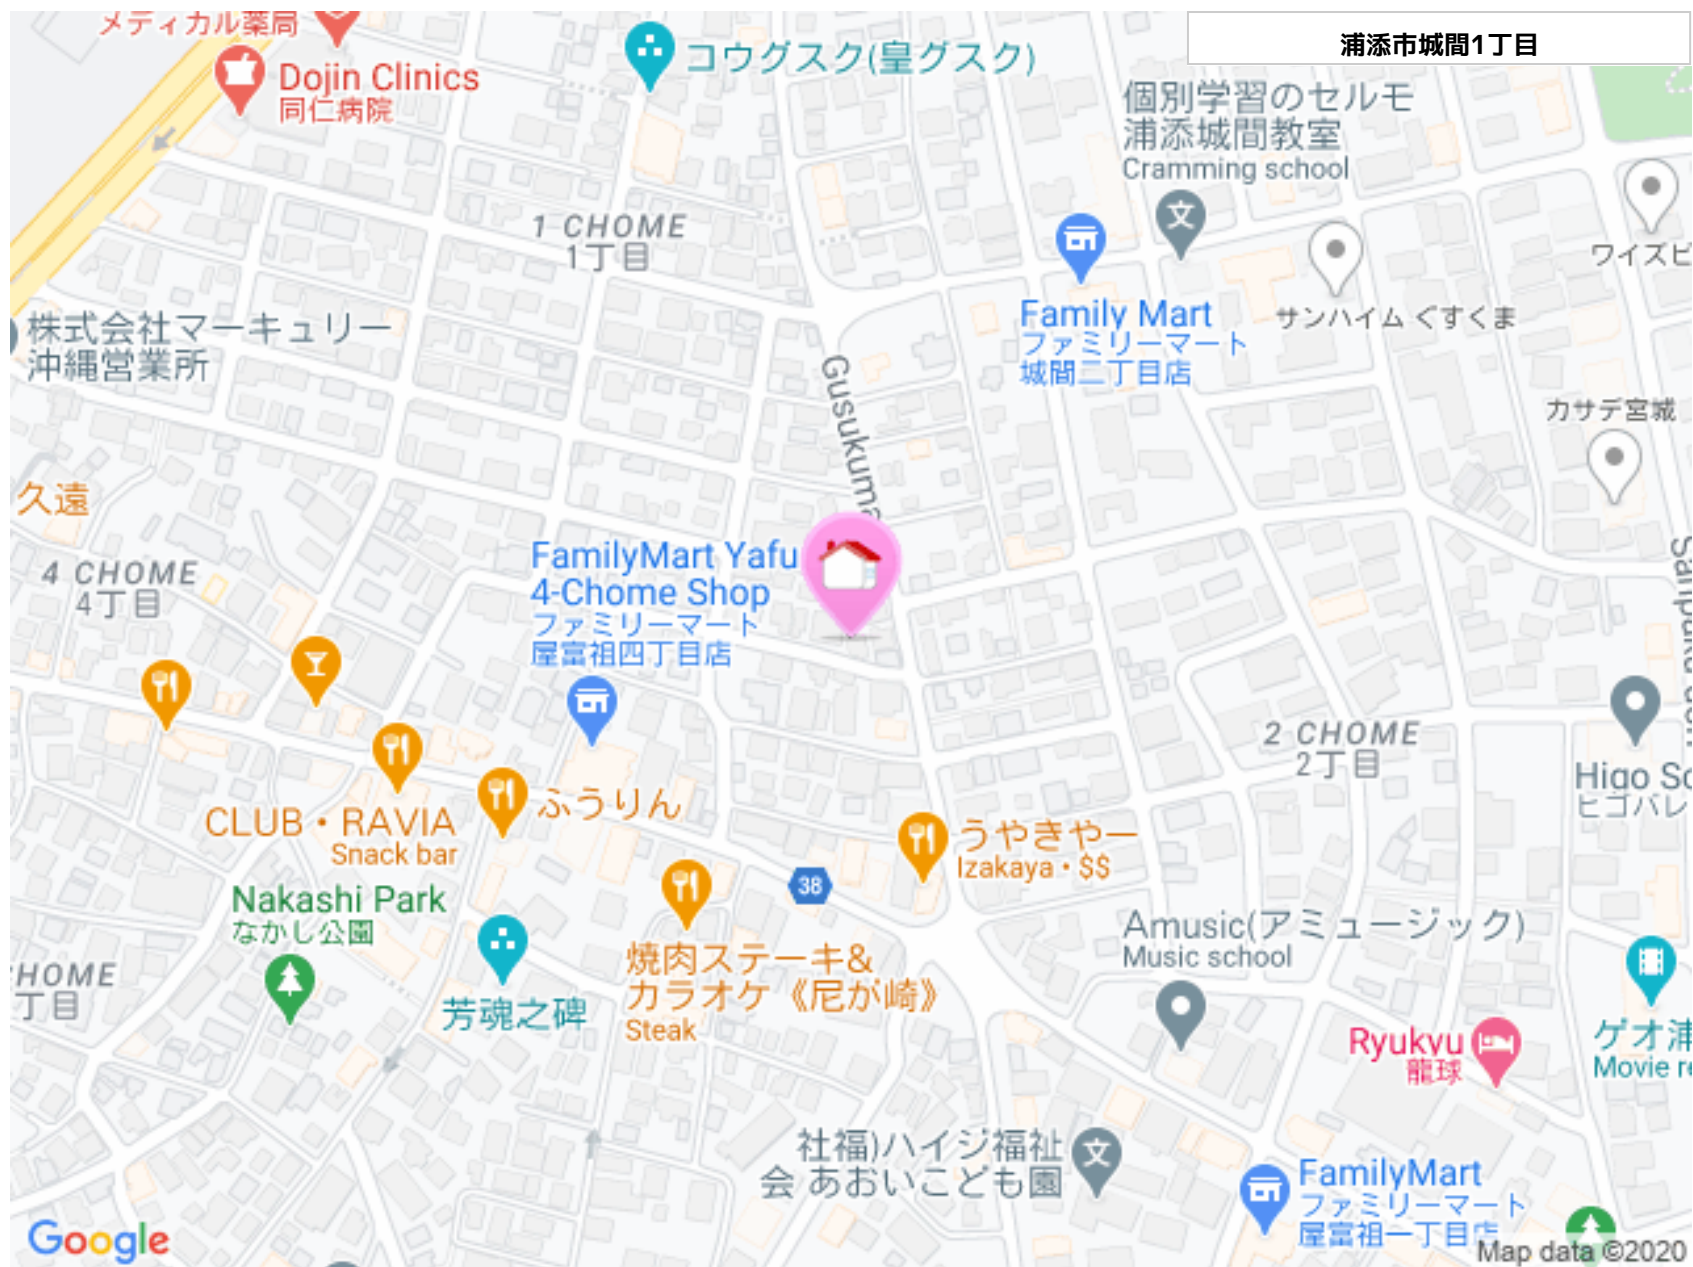 メディカル薬局
浦添市城間1丁目
Dojin Clinics
同仁病院
コウグスク(皇グスク)
個別学習のセルモ
浦添城間教室
Cramming school
1 CHOME
1丁目
ワイズビ
Family Mart
ファミリーマート
城間二丁目店
サンハイム ぐすくま
株式会社マーキュリー
沖縄営業所
Gusukuma
カサデ宮城
久遠
4 CHOME
4丁目
FamilyMart Yafu
4-Chome Shop
ファミリーマート
屋富祖四丁目店
2 CHOME
2丁目
Higo Sc
ヒゴバレ
CLUB・RAVIA
Snack bar
ふうりん
うやきやー
Izakaya・$$
38
Nakashi Park
なかし公園
焼肉ステーキ&
カラオケ《尼が崎》
Steak
芳魂之碑
Amusic(アミュージック)
Music school
HOME
丁目
Ryukyu
龍球
ゲオ浦
Movie re
社福)ハイジ福祉
会 あおいこども園
FamilyMart
ファミリーマート
屋富祖一丁目店
Google
Map data ©2020